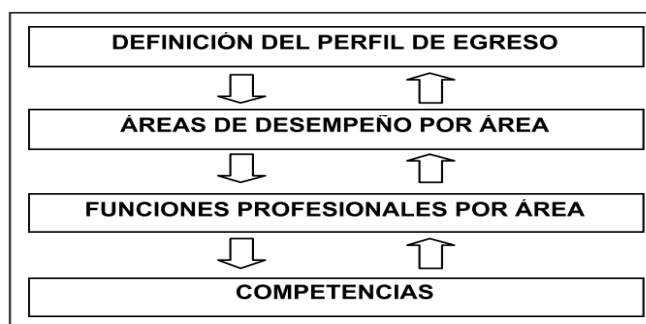 DEFINICIÓN DEL PERFIL DE EGRESO
ÁREAS DE DESEMPEÑO POR ÁREA
FUNCIONES PROFESIONALES POR ÁREA
COMPETENCIAS